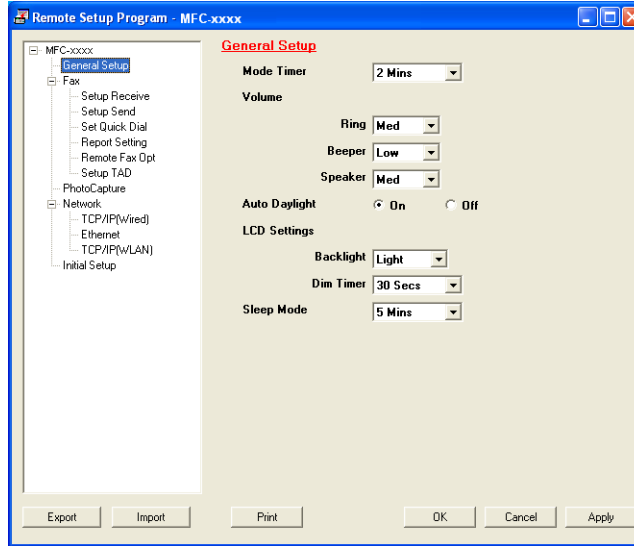 Remote Setup Program - MFC-xxxx
MFC-xxxx
General Setup
Fax
Setup Receive
Setup Send
Set Quick Dial
Report Setting
Remote Fax Opt
Setup TAD
PhotoCapture
Network
TCP/IP(Wired)
Ethernet
TCP/IP(WLAN)
Initial Setup
General Setup
Mode Timer 2 Mins
Volume
Ring Med
Beeper Low
Speaker Med
Auto Daylight On Off
LCD Settings
Backlight Light
Dim Timer 30 Secs
Sleep Mode 5 Mins
Export Import Print OK Cancel Apply